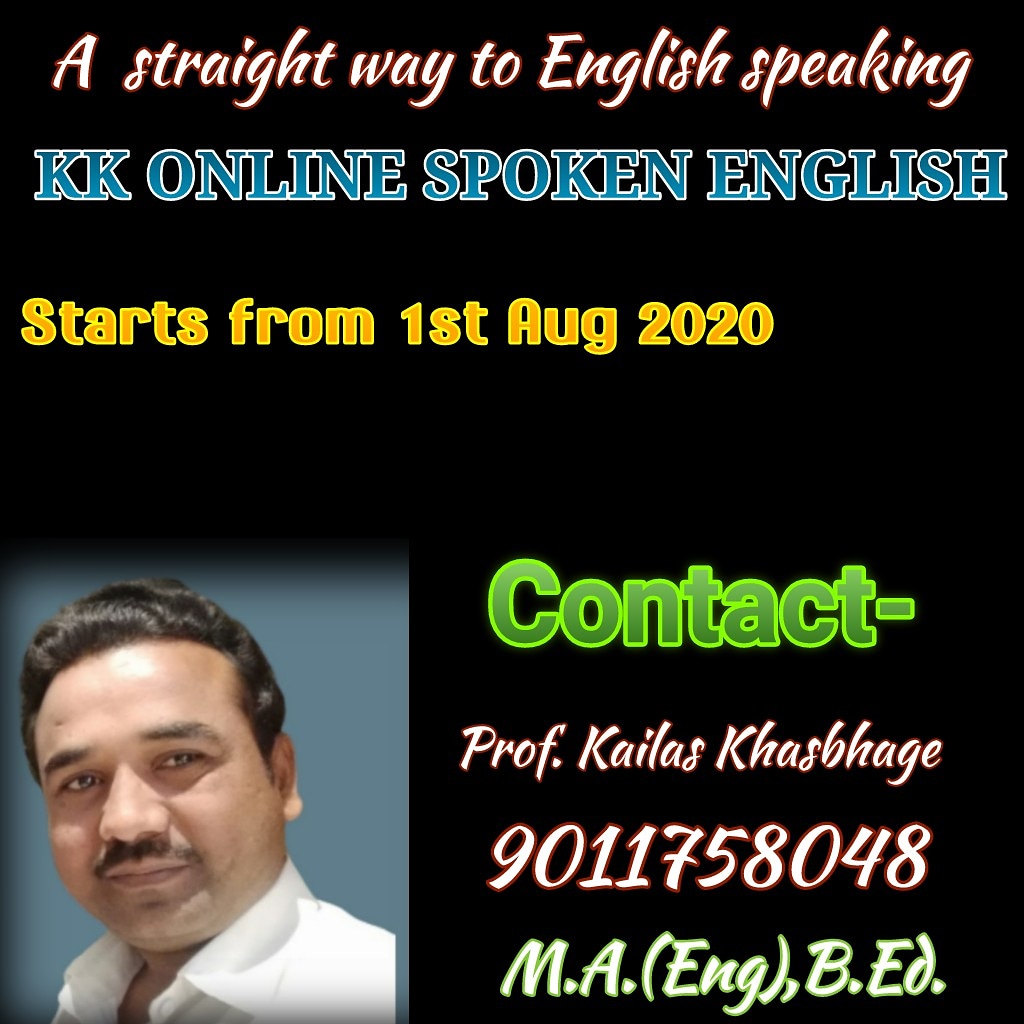 A straight way to English speaking
KK ONLINE SPOKEN ENGLISH
Starts from 1st Aug 2020
Contact-
Prof. Kailas Khasbhage
9011758048
M.A.(Eng),B.Ed.